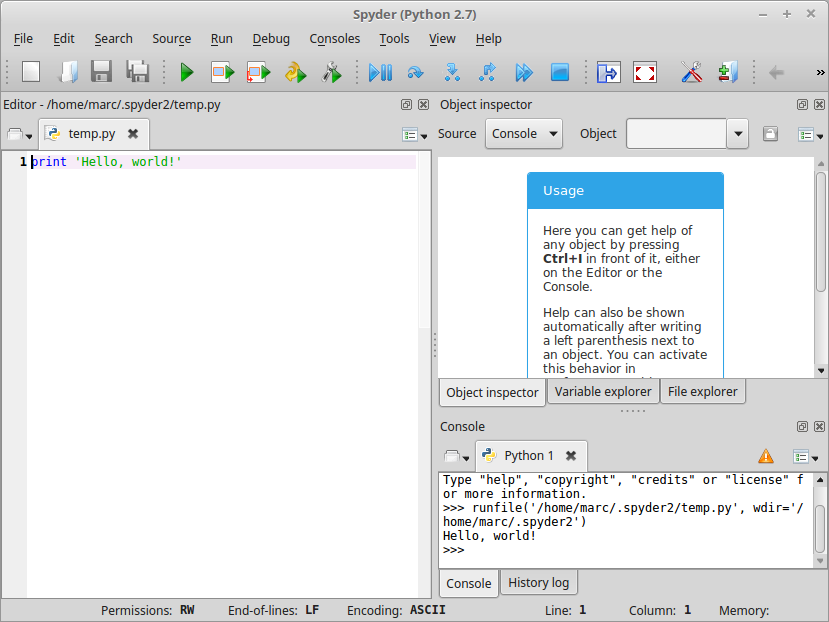 Spyder (Python 2.7)
File Edit Search Source Run Debug Consoles Tools View Help
Editor - /home/marc/.spyder2/temp.py
temp.py
1 print 'Hello, world!'
Object inspector
Source Console Object
Usage
Here you can get help of
any object by pressing
Ctrl+I in front of it, either
on the Editor or the
Console.
Help can also be shown
automatically after writing
a left parenthesis next to
an object. You can activate
this behavior in
Object inspector Variable explorer File explorer
Console
Python 1
Type "help", "copyright", "credits" or "license" f
or more information.
>>> runfile('/home/marc/.spyder2/temp.py', wdir='/
home/marc/.spyder2')
Hello, world!
>>>
Console History log
Permissions: RW End-of-lines: LF Encoding: ASCII Line: 1 Column: 1 Memory: